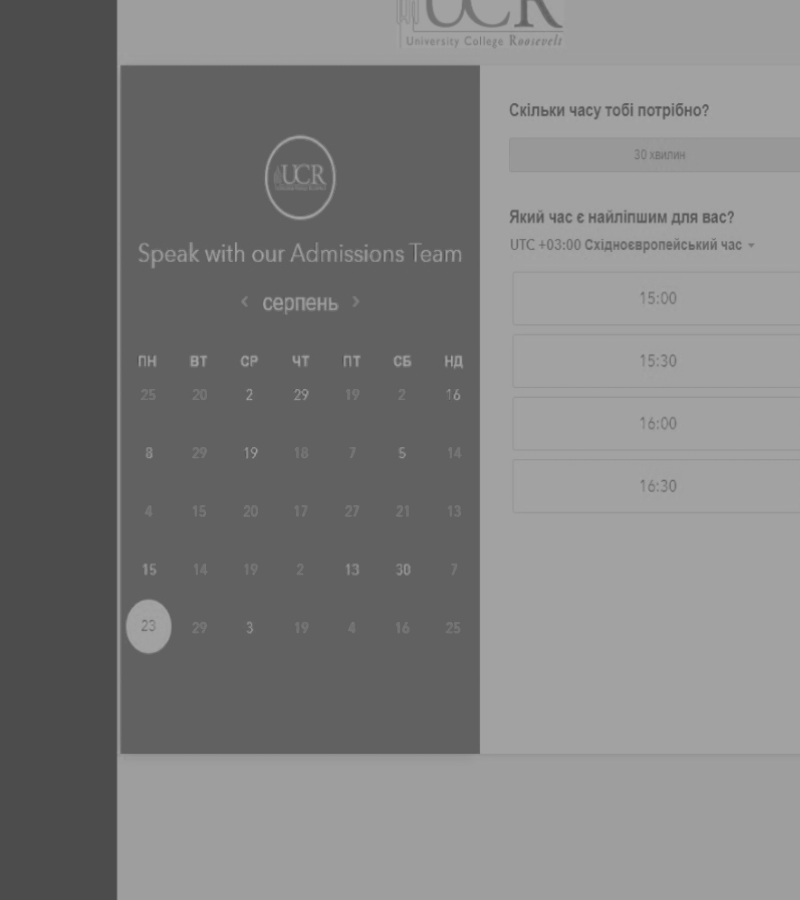 UCR
University College Roosevelt
UCR
Speak with our Admissions Team
‹ серпень ›
ПН ВТ СР ЧТ ПТ СБ НД
25 20 2 29 19 2 16
8 29 19 18 7 5 14
4 15 20 17 27 21 13
15 14 19 2 13 30 7
23 29 3 19 4 16 25
Скільки часу тобі потрібно?
30 хвилин
Який час є найліпшим для вас?
UTC +03:00 Східноєвропейський час
15:00
15:30
16:00
16:30